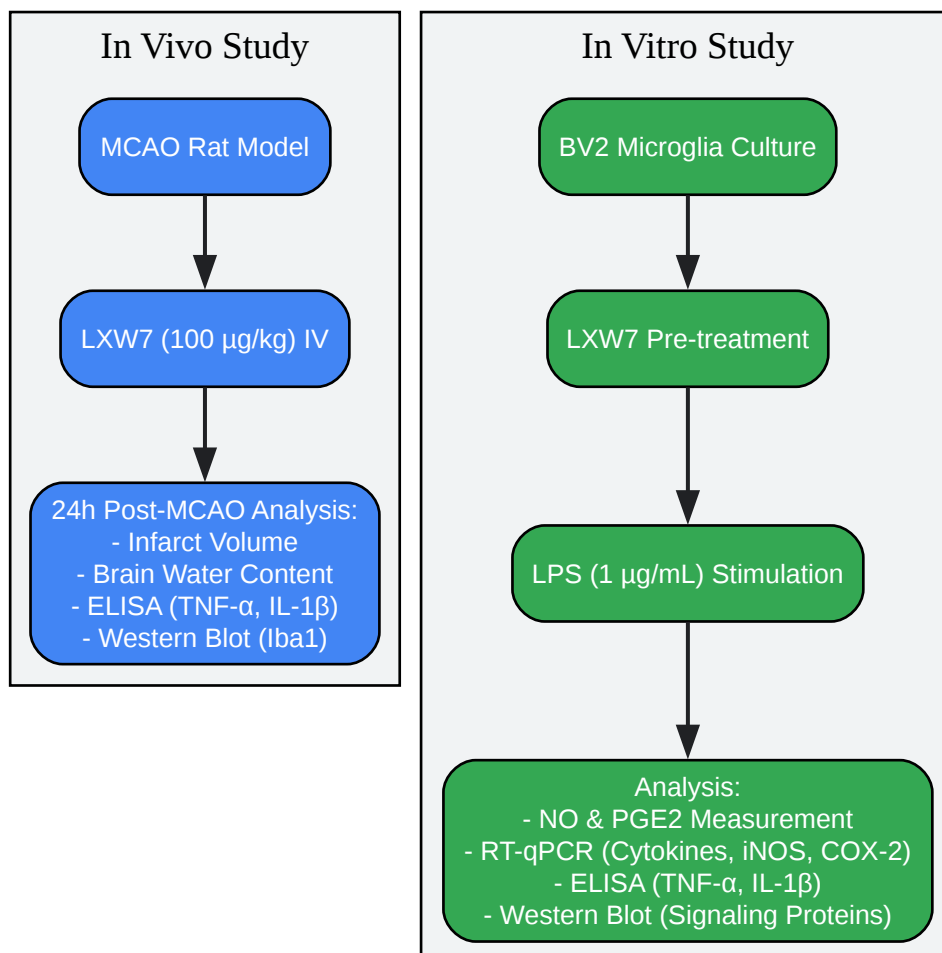 In Vivo Study
MCAO Rat Model
LXW7 (100 µg/kg) IV
24h Post-MCAO Analysis:
- Infarct Volume
- Brain Water Content
- ELISA (TNF-α, IL-1β)
- Western Blot (Iba1)
In Vitro Study
BV2 Microglia Culture
LXW7 Pre-treatment
LPS (1 µg/mL) Stimulation
Analysis:
- NO & PGE2 Measurement
- RT-qPCR (Cytokines, iNOS, COX-2)
- ELISA (TNF-α, IL-1β)
- Western Blot (Signaling Proteins)